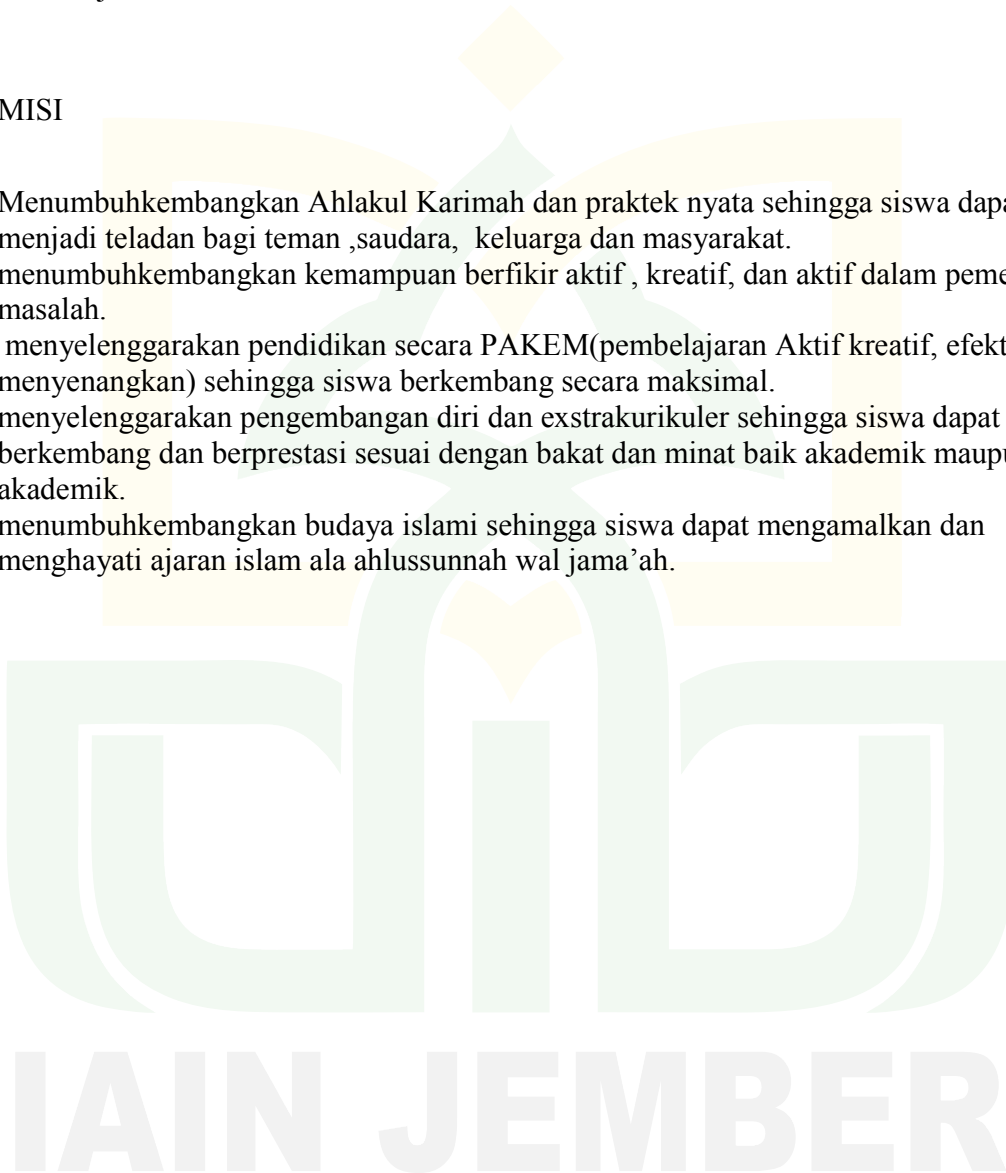 MISI
Menumbuhkembangkan Ahlakul Karimah dan praktek nyata sehingga siswa
menjadi teladan bagi teman ,saudara, keluarga dan masyarakat.
menumbuhkembangkan kemampuan berfikir aktif , kreatif, dan aktif dalam
masalah.
menyelenggarakan pendidikan secara PAKEM(pembelajaran Aktif kreatif,
menyenangkan) sehingga siswa berkembang secara maksimal.
menyelenggarakan pengembangan diri dan exstrakurikuler sehingga siswa dapat
berkembang dan berprestasi sesuai dengan bakat dan minat baik akademik
akademik.
menumbuhkembangkan budaya islami sehingga siswa dapat mengamalkan dan
menghayati ajaran islam ala ahlussunnah wal jama’ah.
IAIN JEMBER